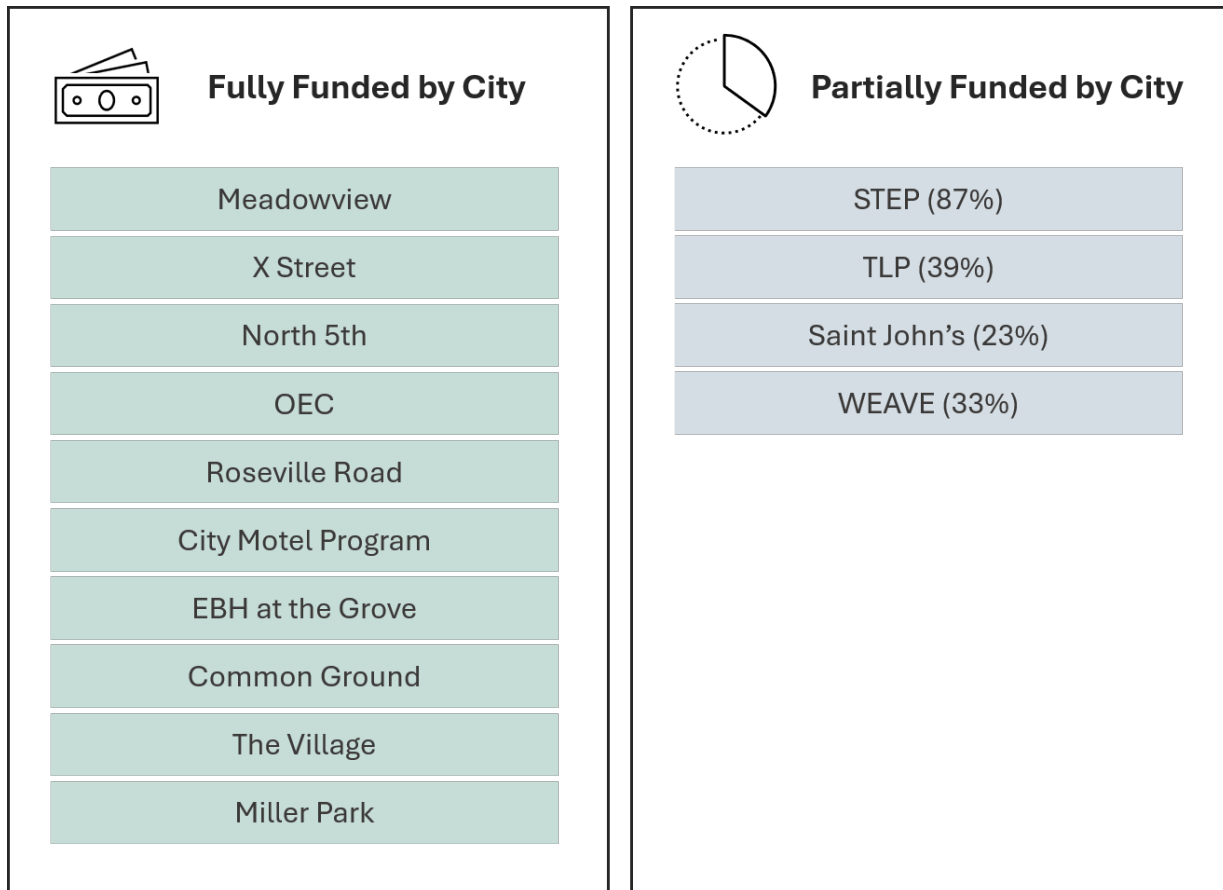 Fully Funded by City
Meadowview
X Street
North 5th
OEC
Roseville Road
City Motel Program
EBH at the Grove
Common Ground
The Village
Miller Park
Partially Funded by City
STEP (87%)
TLP (39%)
Saint John’s (23%)
WEAVE (33%)